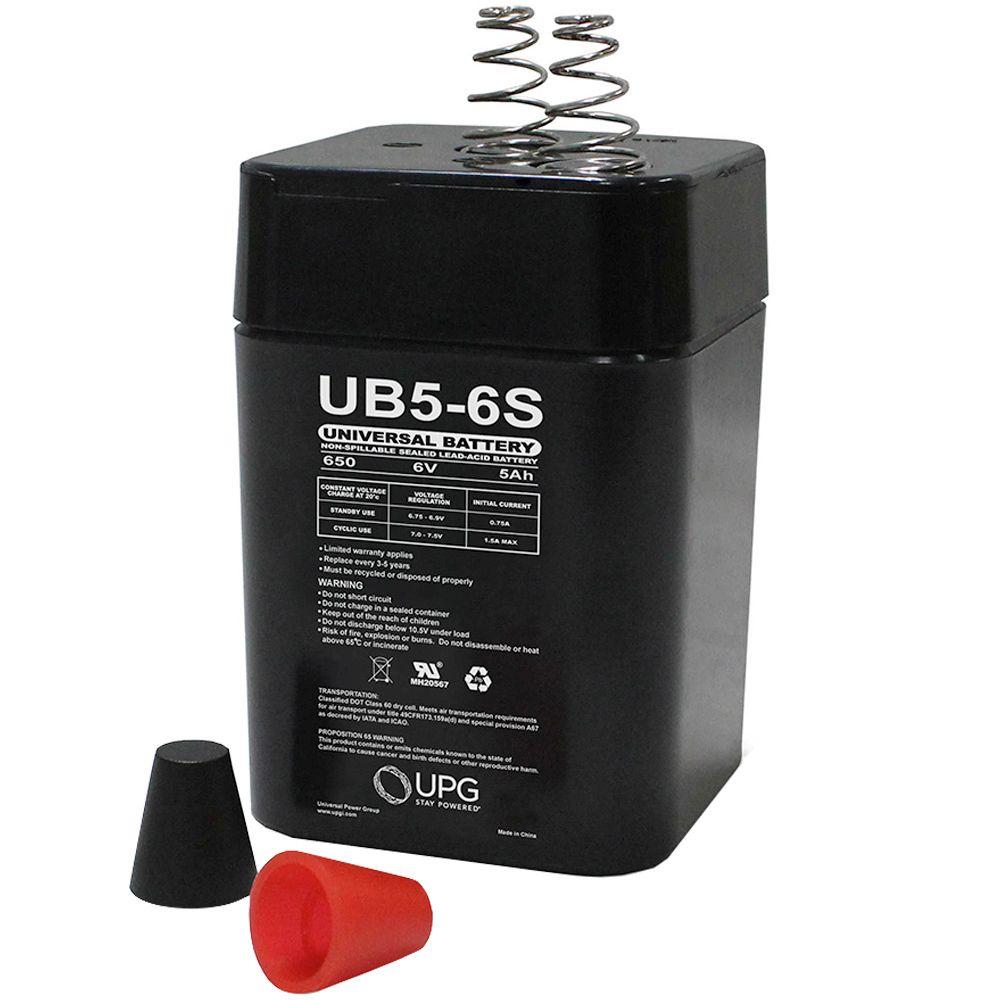 UB5-6S
UNIVERSAL BATTERY
NON-SPILLABLE SEALED LEAD-ACID BATTERY
650 6V 5Ah
CONSTANT VOLTAGE CHARGE AT 20°c VOLTAGE REGULATION INITIAL CURRENT
STANDBY USE 6.75 - 6.9V 0.75A
CYCLIC USE 7.0 - 7.5V 1.5A MAX
• Limited warranty applies
• Replace every 3-5 years
• Must be recycled or disposed of properly
WARNING
• Do not short circuit
• Do not charge in a sealed container
• Keep out of the reach of children
• Do not discharge below 10.5V under load
• Risk of fire, explosion or burns. Do not disassemble or heat
above 65°C or incinerate
MH20567
Pb
TRANSPORTATION:
Classified DOT Class 60 dry cell. Meets air transportation requirements
for air transport under title 49CFR173.159a(d) and special provision A67
as decreed by IATA and ICAO.
PROPOSITION 65 WARNING
This product contains or emits chemicals known to the state of
California to cause cancer and birth defects or other reproductive harm.
UPG
STAY POWERED
Universal Power Group
www.upgi.com
Made in China